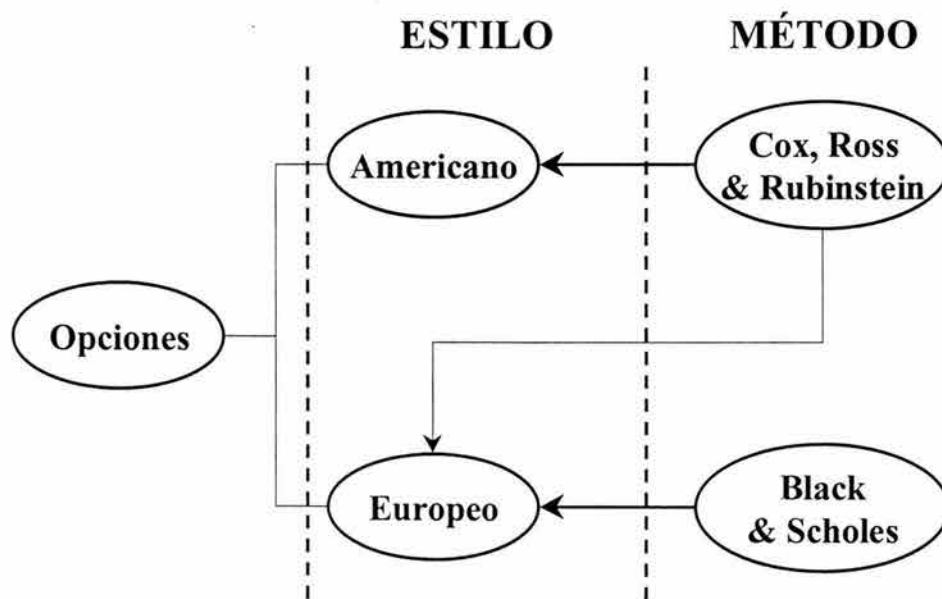 ESTILO
MÉTODO
Americano
Cox, Ross
& Rubinstein
Opciones
Europeo
Black
& Scholes